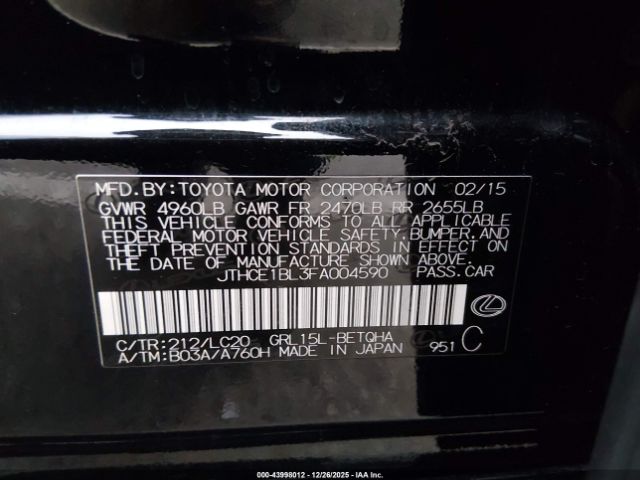 MFD.BY:TOYOTA MOTOR CORPORATION 02/15
GVWR 4960LB GAWR FR 2470LB RR 2655LB
THIS VEHICLE CONFORMS TO ALL APPLICABLE
FEDERAL MOTOR VEHICLE SAFETY,BUMPER,AND
THEFT PREVENTION STANDARDS IN EFFECT ON
THE DATE OF MANUFACTURE SHOWN ABOVE.
JTHCE1BL3FA004590 PASS.CAR
C/TR:212/LC20 GRL15L-BETQHA
A/TM:B03A/A760H MADE IN JAPAN 951 C
000-43998012 - 12/26/2025 - Copyright © 2025 IAA, Inc.